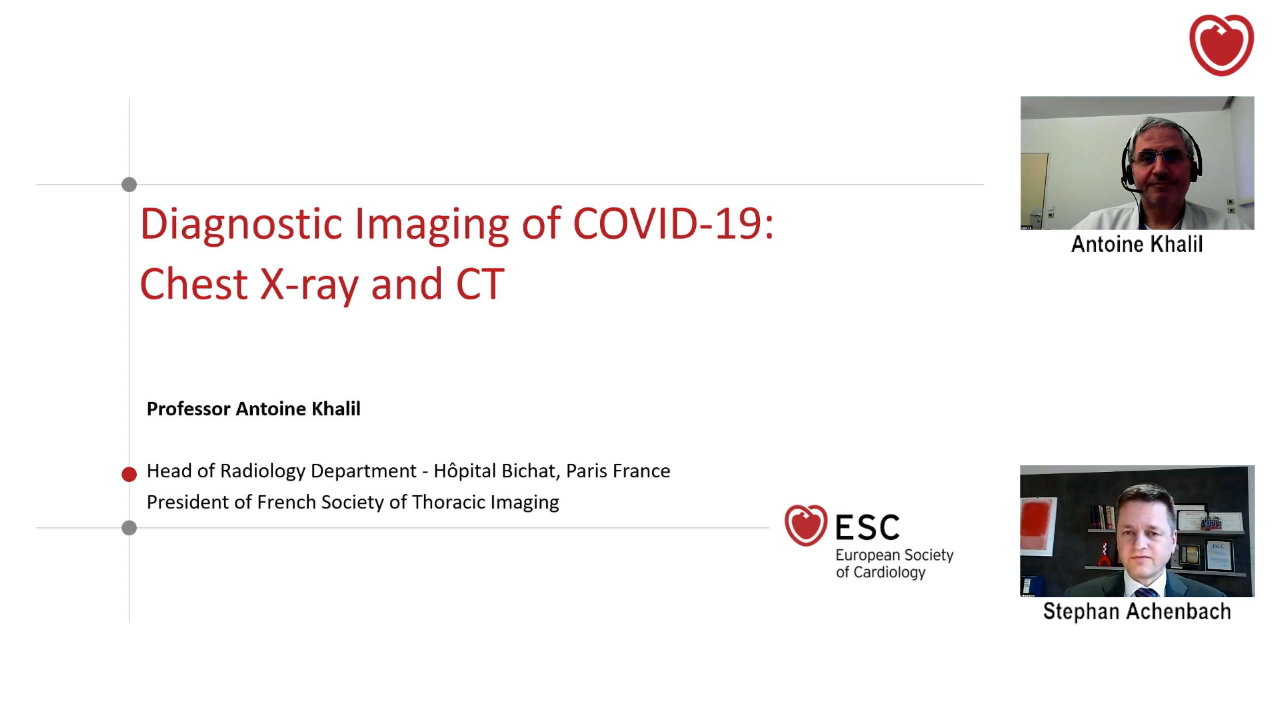 Diagnostic Imaging of COVID-19:
Chest X-ray and CT
Professor Antoine Khalil
Head of Radiology Department - Hôpital Bichat, Paris France
President of French Society of Thoracic Imaging
ESC
European Society
of Cardiology
Antoine Khalil
Stephan Achenbach